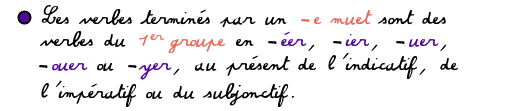 Les verbes terminés par un -e muet sont des
verbes du 1er groupe en -éer, -ier, -uer,
-ouer ou -yer, au présent de l'indicatif, de
l'impératif ou du subjonctif.